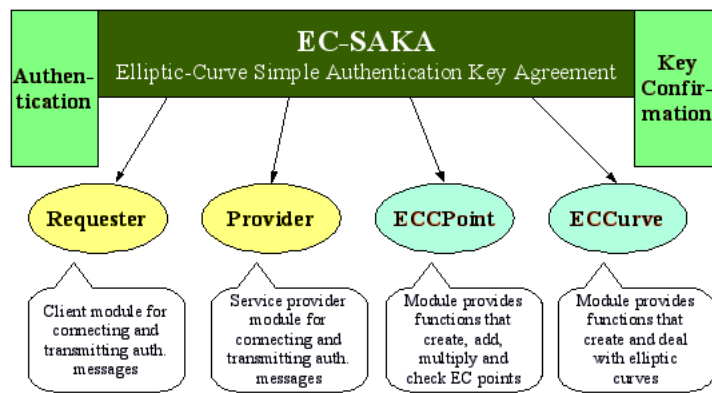 EC-SAKA
Elliptic-Curve Simple Authentication Key Agreement
Authen-
tication
Key
Confir-
mation
Requester
Provider
ECCPoint
ECCurve
Client module for
connecting and
transmitting auth.
messages
Service provider
module for
connecting and
transmitting auth.
messages
Module provides
functions that
create, add,
multiply and
check EC points
Module provides
functions that
create and deal
with elliptic
curves